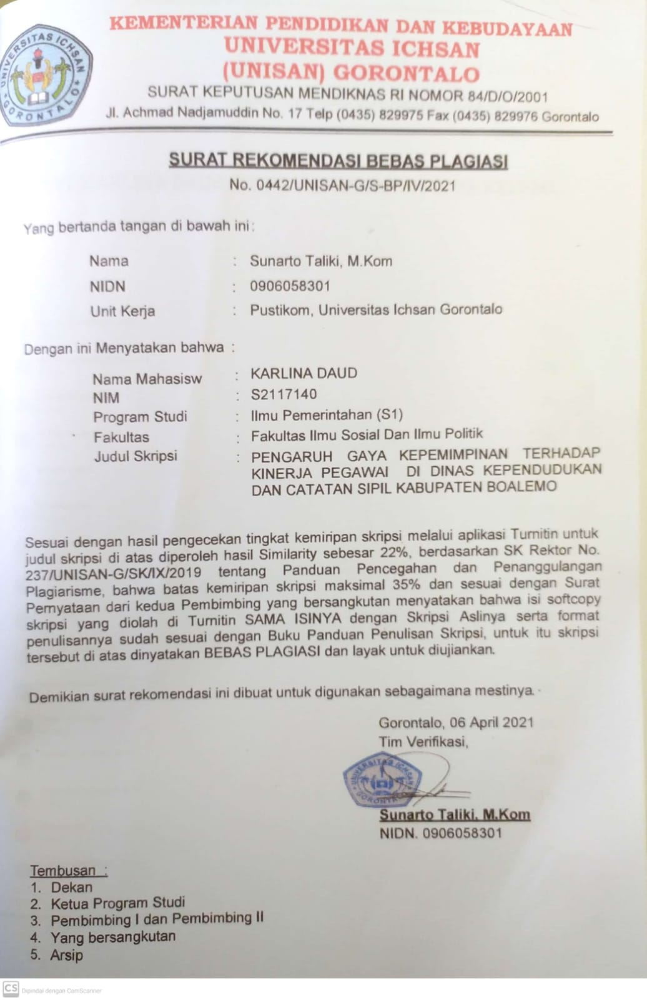 KEMENTERIAN PENDIDIKAN DAN KEBUDAYAAN
UNIVERSITAS ICHSAN
(UNISAN) GORONTALO
SURAT KEPUTUSAN MENDIKNAS RI NOMOR 84/D/O/2001
Jl. Achmad Nadjamuddin No. 17 Telp (0435) 829975 Fax (0435) 829976 Gorontalo
UNIVERSITAS ICHSAN
GORONTALO
SURAT REKOMENDASI BEBAS PLAGIASI
No. 0442/UNISAN-G/S-BP/IV/2021
Yang bertanda tangan di bawah ini :
Nama : Sunarto Taliki, M.Kom
NIDN : 0906058301
Unit Kerja : Pustikom, Universitas Ichsan Gorontalo
Dengan ini Menyatakan bahwa :
Nama Mahasisw : KARLINA DAUD
NIM : S2117140
Program Studi : Ilmu Pemerintahan (S1)
Fakultas : Fakultas Ilmu Sosial Dan Ilmu Politik
Judul Skripsi : PENGARUH GAYA KEPEMIMPINAN TERHADAP
KINERJA PEGAWAI DI DINAS KEPENDUDUKAN
DAN CATATAN SIPIL KABUPATEN BOALEMO
Sesuai dengan hasil pengecekan tingkat kemiripan skripsi melalui aplikasi Turnitin untuk
judul skripsi di atas diperoleh hasil Similarity sebesar 22%, berdasarkan SK Rektor No.
237/UNISAN-G/SK/IX/2019 tentang Panduan Pencegahan dan Penanggulangan
Plagiarisme, bahwa batas kemiripan skripsi maksimal 35% dan sesuai dengan Surat
Pernyataan dari kedua Pembimbing yang bersangkutan menyatakan bahwa isi softcopy
skripsi yang diolah di Turnitin SAMA ISINYA dengan Skripsi Aslinya serta format
penulisannya sudah sesuai dengan Buku Panduan Penulisan Skripsi, untuk itu skripsi
tersebut di atas dinyatakan BEBAS PLAGIASI dan layak untuk diujiankan.
Demikian surat rekomendasi ini dibuat untuk digunakan sebagaimana mestinya.
Gorontalo, 06 April 2021
Tim Verifikasi,
UNIVERSITAS ICHSAN
GORONTALO
Sunarto Taliki, M.Kom
NIDN. 0906058301
Tembusan :
1. Dekan
2. Ketua Program Studi
3. Pembimbing I dan Pembimbing II
4. Yang bersangkutan
5. Arsip
CS Dipindai dengan CamScanner